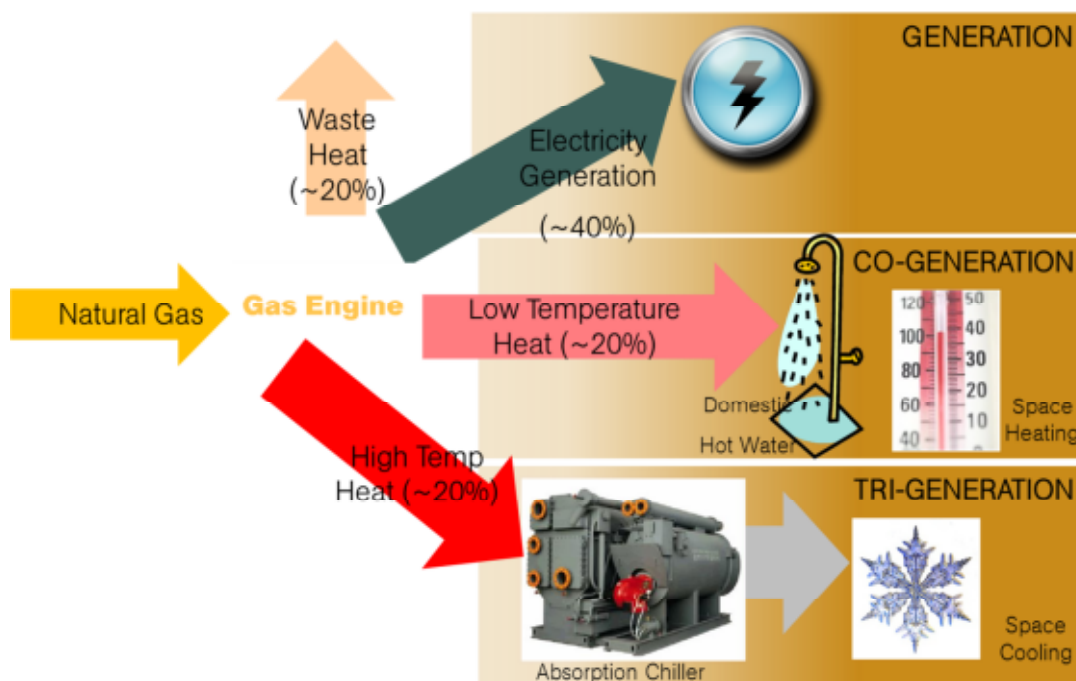 GENERATION
Waste
Heat
(~20%)
Electricity
Generation
(~40%)
CO-GENERATION
Natural Gas
Gas Engine
Low Temperature
Heat (~20%)
120
100
80
60
40
50
40
30
20
10
0
Domestic
Hot Water
Space
Heating
High Temp
Heat (~20%)
TRI-GENERATION
Absorption Chiller
Space
Cooling